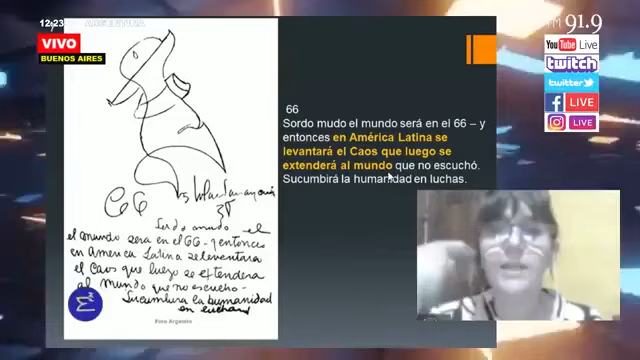 12:23 ARGENTINA
VIVO
BUENOS AIRES
FM 91.9
YouTube Live
twitch
twitter
LIVE
LIVE
66
Sordo mudo el mundo será en el 66 – y
entonces en América Latina se
levantará el Caos que luego se
extenderá al mundo que no escuchó.
Sucumbirá la humanidad en luchas.
66
Sordo mudo el
el mundo sera en el 66 - y entonces
en America Latina se levantara
el Caos que luego se extendera
al mundo que no escucho -
Sucumbira la humanidad
en luchas